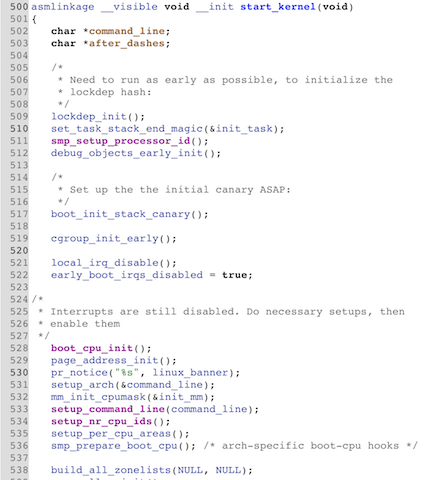 500 asmlinkage __visible void __init start_kernel(void)
501 {
502 char *command_line;
503 char *after_dashes;
504
505 /*
506 * Need to run as early as possible, to initialize the
507 * lockdep hash:
508 */
509 lockdep_init();
510 set_task_stack_end_magic(&init_task);
511 smp_setup_processor_id();
512 debug_objects_early_init();
513
514 /*
515 * Set up the the initial canary ASAP:
516 */
517 boot_init_stack_canary();
518
519 cgroup_init_early();
520
521 local_irq_disable();
522 early_boot_irqs_disabled = true;
523
524 /*
525 * Interrupts are still disabled. Do necessary setups, then
526 * enable them
527 */
528 boot_cpu_init();
529 page_address_init();
530 pr_notice("%s", linux_banner);
531 setup_arch(&command_line);
532 mm_init_cpumask(&init_mm);
533 setup_command_line(command_line);
534 setup_nr_cpu_ids();
535 setup_per_cpu_areas();
536 smp_prepare_boot_cpu(); /* arch-specific boot-cpu hooks */
537
538 build_all_zonelists(NULL, NULL);